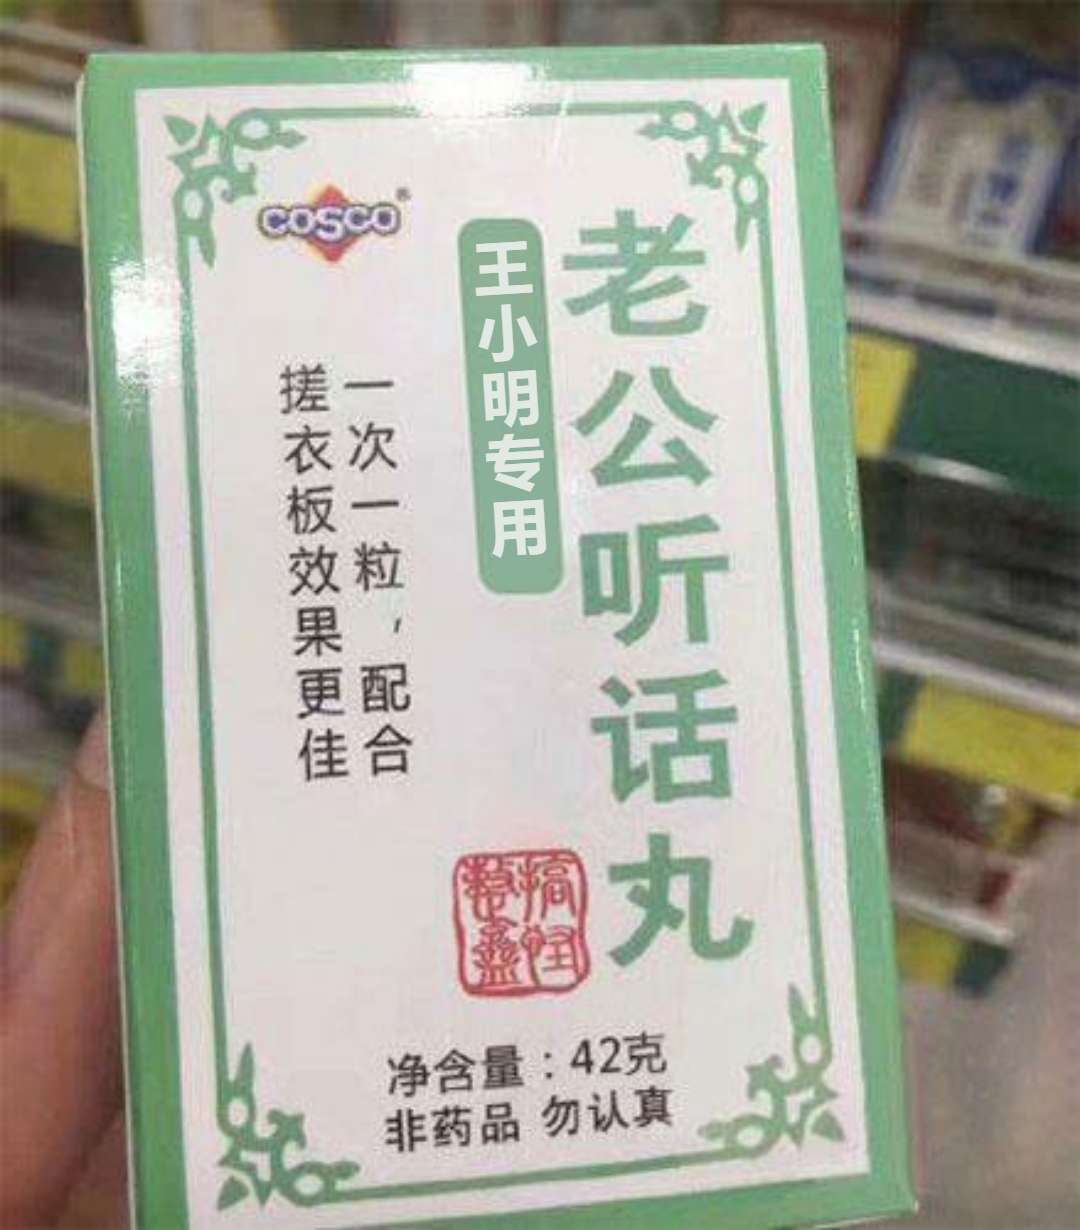 COSCO®
老公听话丸
王小明专用
一次一粒，配合
搓衣板效果更佳
搞怪
整蛊
净含量：42克
非药品 勿认真